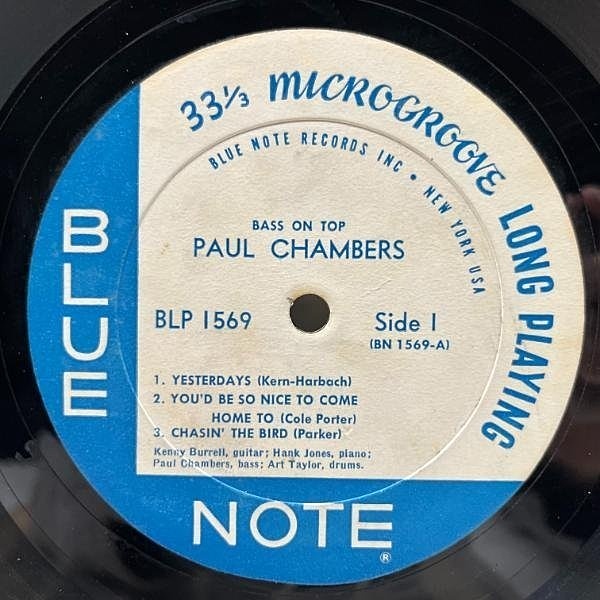 33⅓ MICROGROOVE LONG PLAYING
BLUE NOTE RECORDS INC • NEW YORK USA
BASS ON TOP
PAUL CHAMBERS
BLP 1569 Side 1
(BN 1569-A)
1. YESTERDAYS (Kern-Harbach)
2. YOU'D BE SO NICE TO COME
HOME TO (Cole Porter)
3. CHASIN' THE BIRD (Parker)
Kenny Burrell, guitar; Hank Jones, piano;
Paul Chambers, bass; Art Taylor, drums.
BLUE
NOTE®